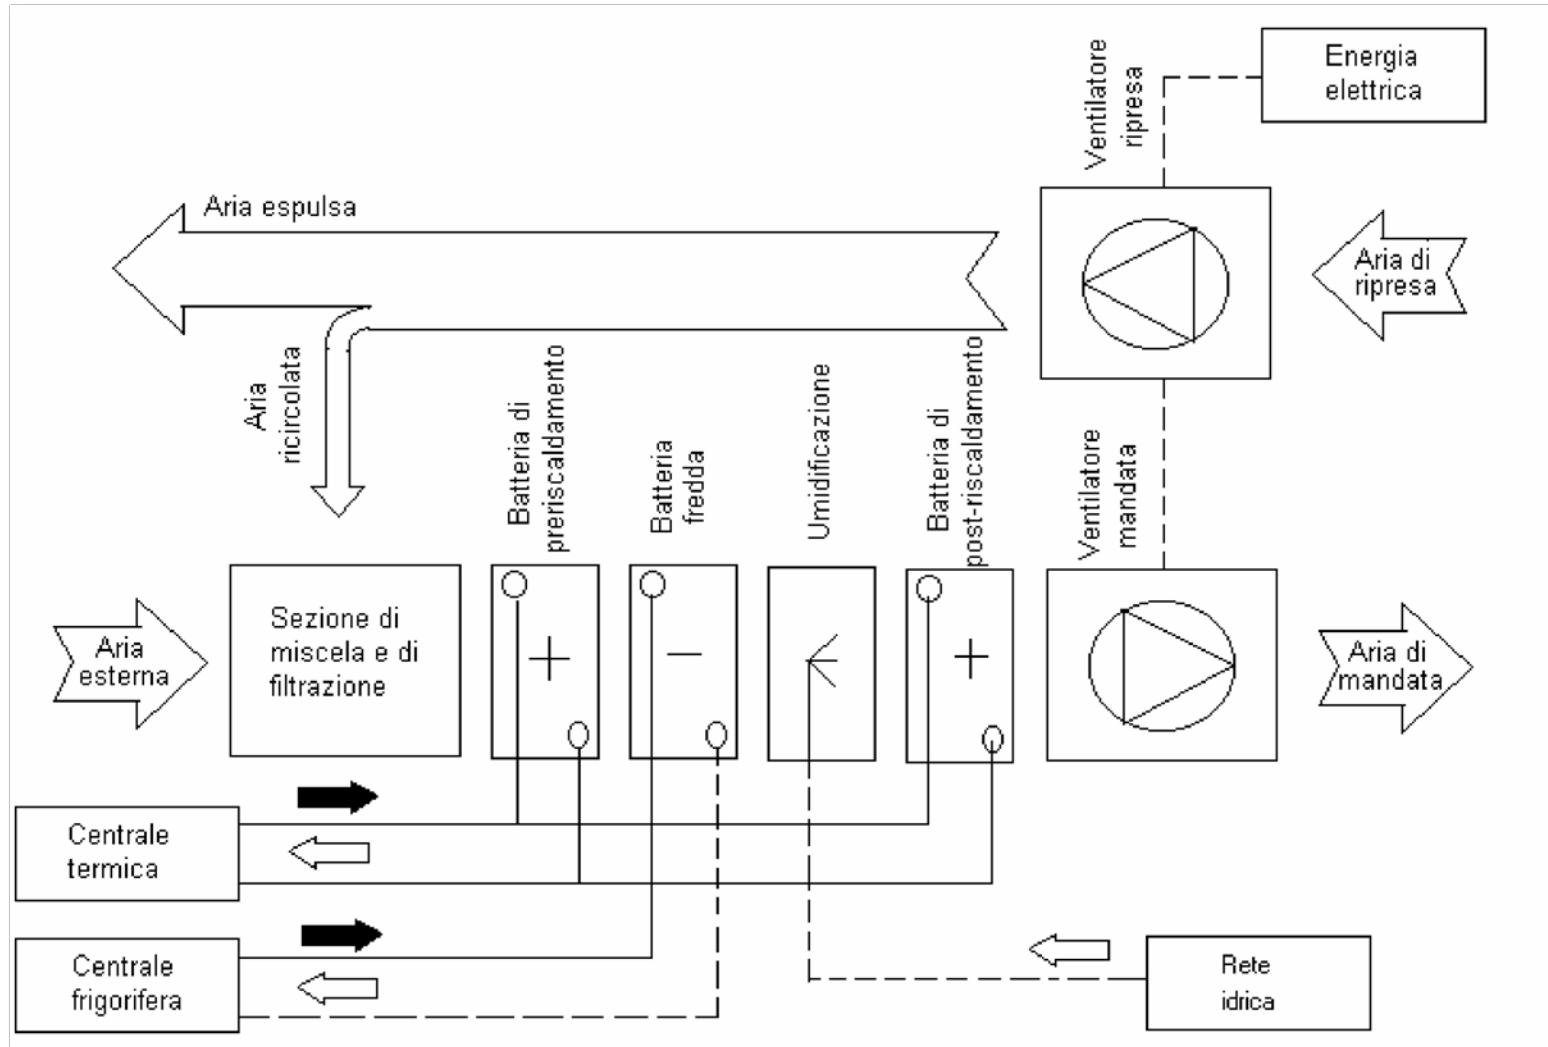 Energia
elettrica
Ventilatore
ripresa
Aria espulsa
Aria di
ripresa
Aria
ricircolata
Batteria di
preriscaldamento
Batteria
fredda
Umidificazione
Batteria di
post-riscaldamento
Ventilatore
mandata
Aria
esterna
Sezione di
miscela e di
filtrazione
+
−
+
Aria di
mandata
Centrale
termica
Centrale
frigorifera
Rete
idrica